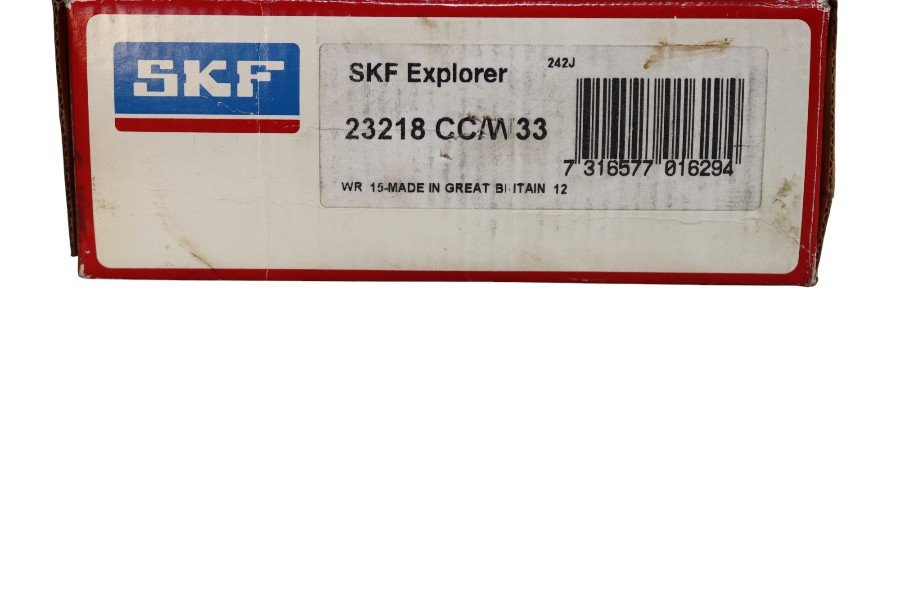 SKF
SKF Explorer
242J
23218 CC/W33
7 316577 016294
WR 15-MADE IN GREAT BRITAIN 12